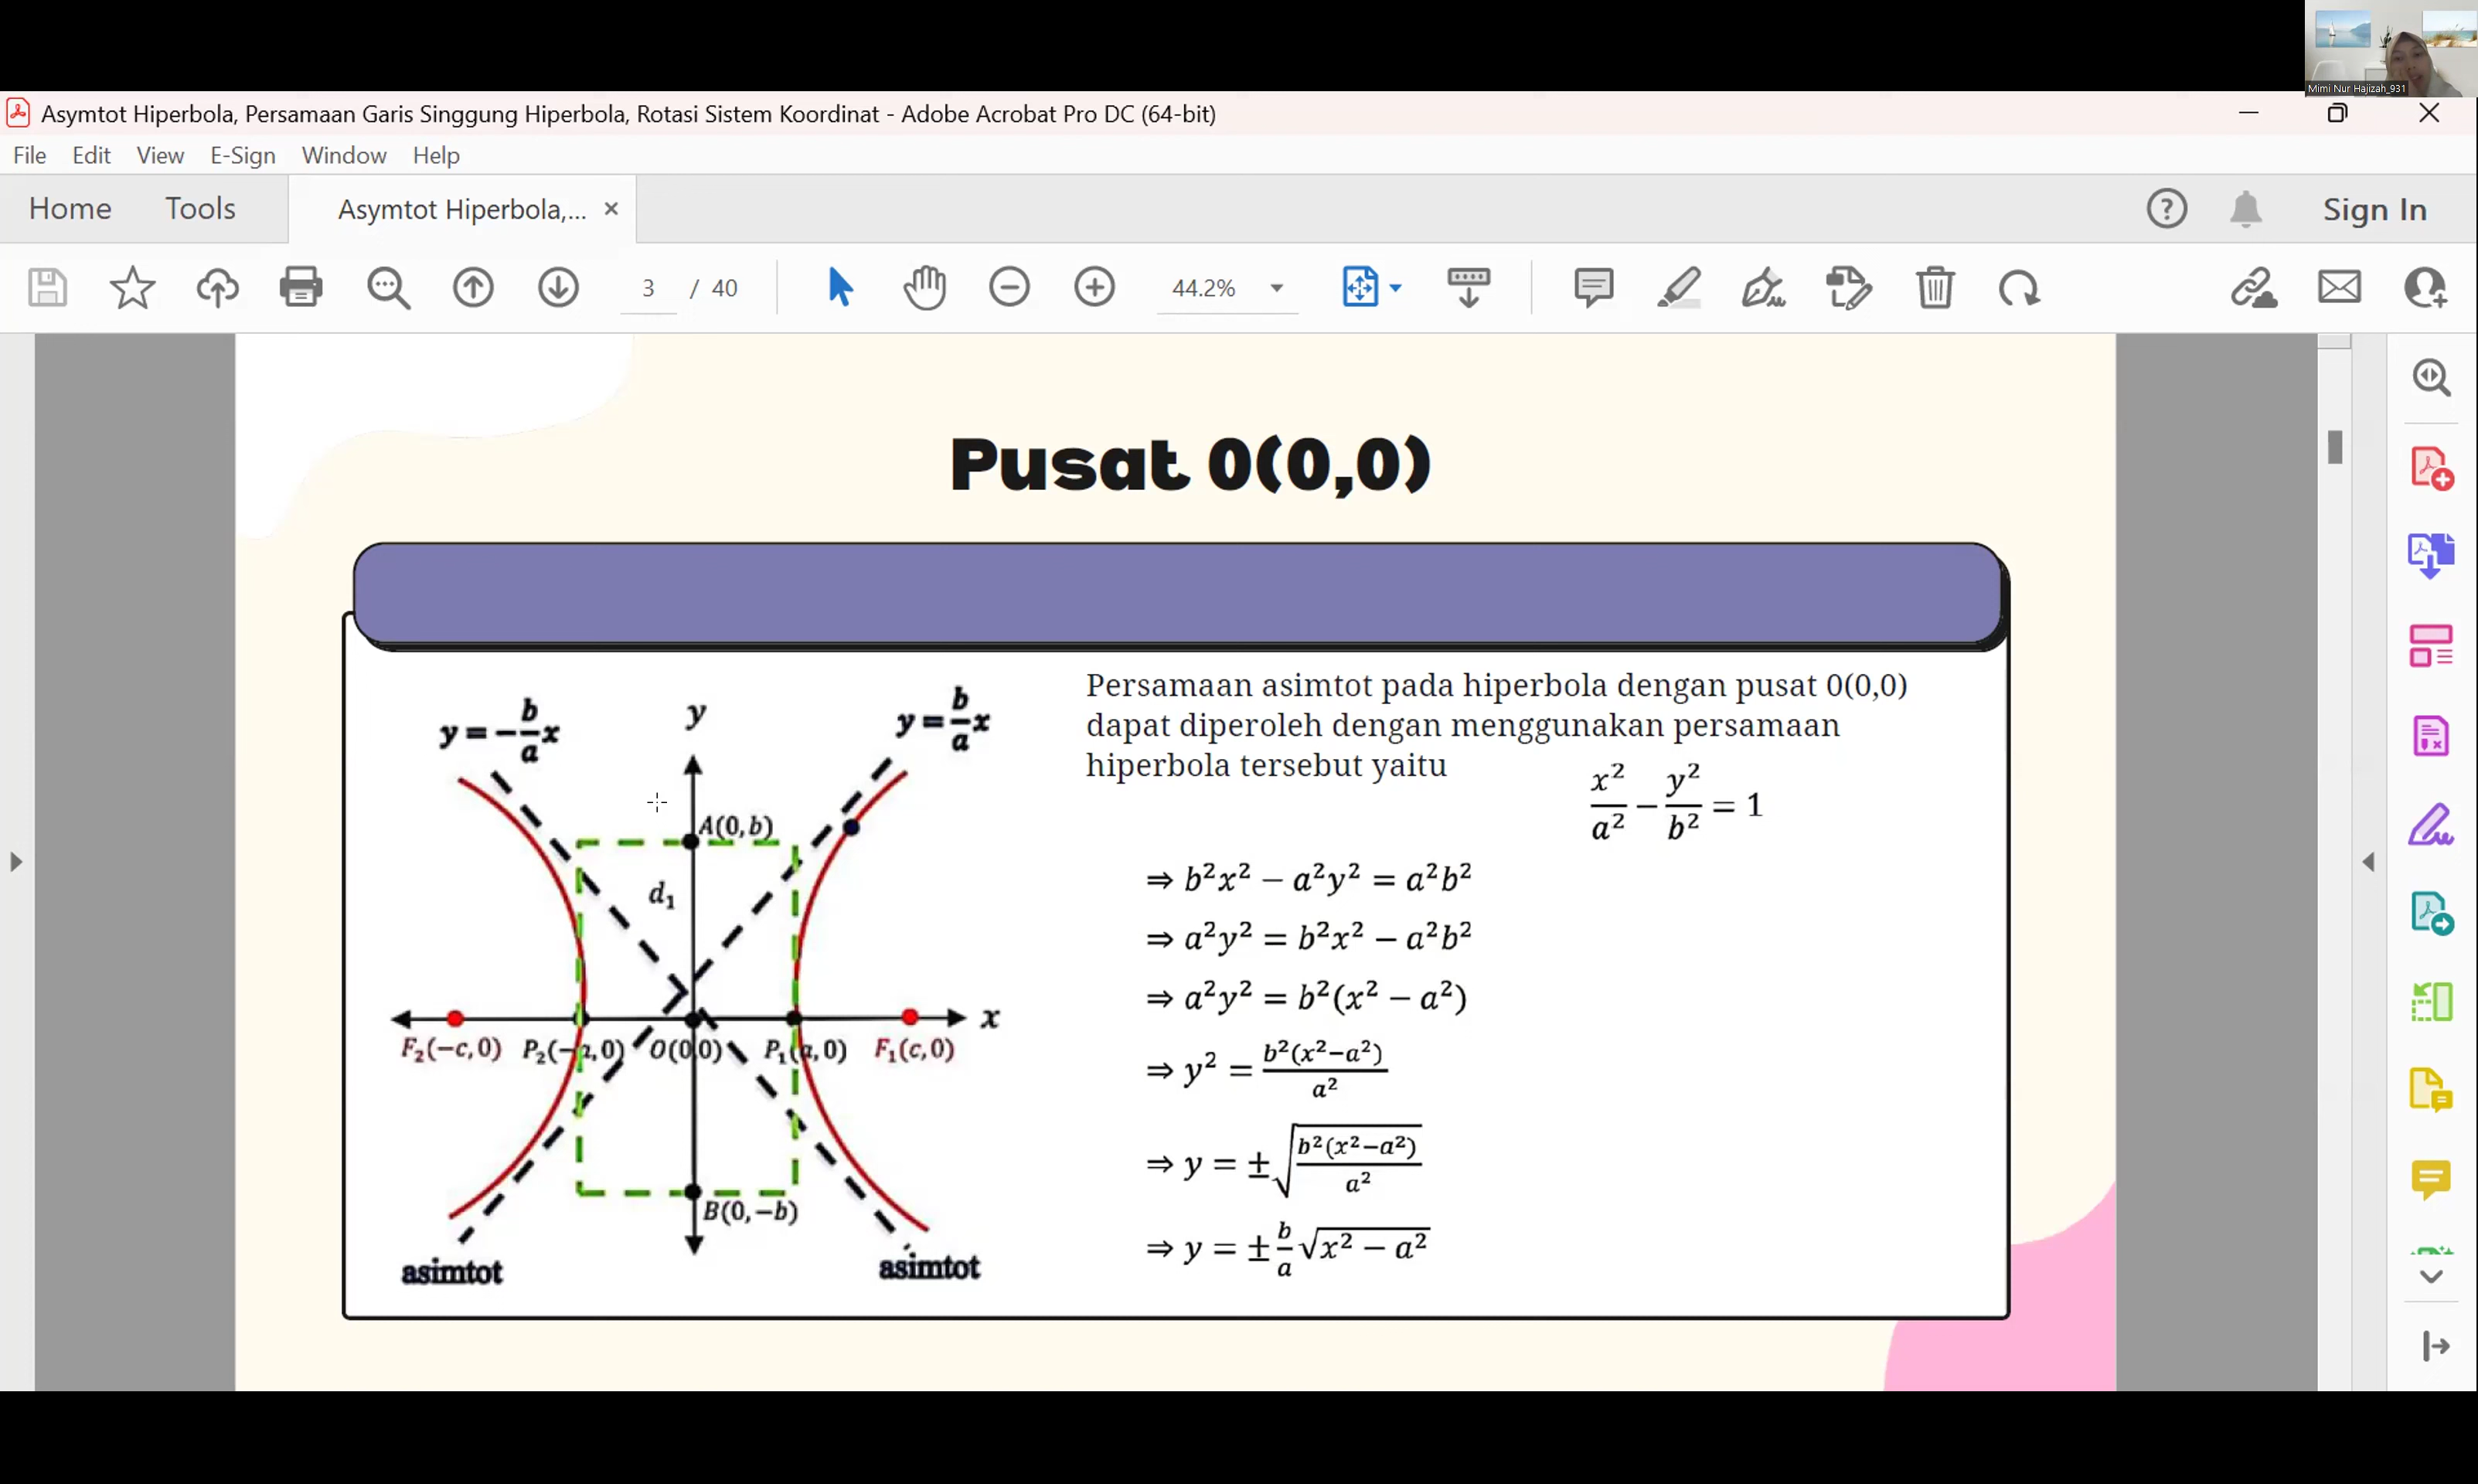 Mimi Nur Hajizah_931
Asymtot Hiperbola, Persamaan Garis Singgung Hiperbola, Rotasi Sistem Koordinat - Adobe Acrobat Pro DC (64-bit)
File Edit View E-Sign Window Help
Home Tools Asymtot Hiperbola,... × Sign In
3 / 40 44.2%
Pusat 0(0,0)
Persamaan asimtot pada hiperbola dengan pusat 0(0,0)
dapat diperoleh dengan menggunakan persamaan
hiperbola tersebut yaitu
x²/a² − y²/b² = 1
⇒ b²x² − a²y² = a²b²
⇒ a²y² = b²x² − a²b²
⇒ a²y² = b²(x² − a²)
⇒ y² = b²(x²−a²)/a²
⇒ y = ±√(b²(x²−a²)/a²)
⇒ y = ± b/a √(x² − a²)
y = −b/a x
y
y = b/a x
A(0, b)
d₁
x
F₂(−c, 0) P₂(−a, 0) O(0,0) P₁(a, 0) F₁(c, 0)
B(0, −b)
asimtot
asimtot